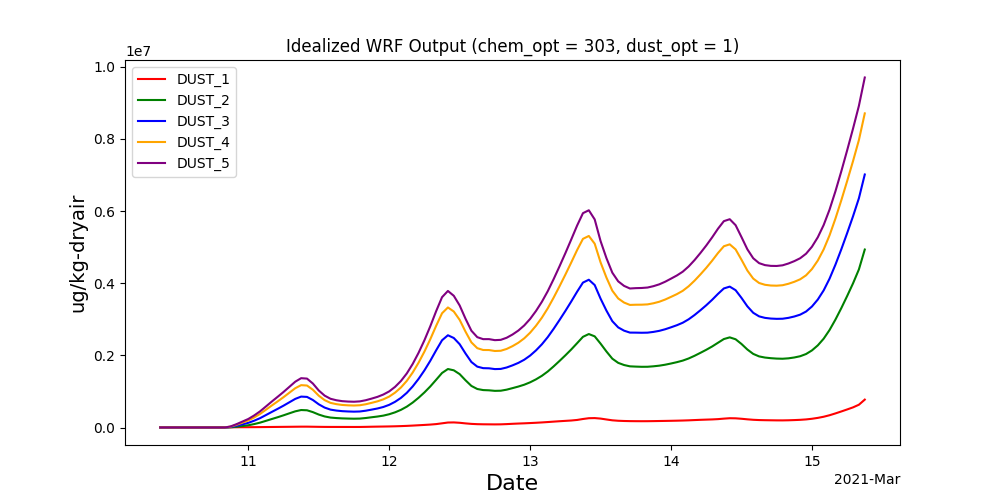 Idealized WRF Output (chem_opt = 303, dust_opt = 1)
1e7
DUST_1
DUST_2
DUST_3
DUST_4
DUST_5
1.0
0.8
0.6
0.4
0.2
0.0
ug/kg-dryair
11 12 13 14 15
2021-Mar
Date